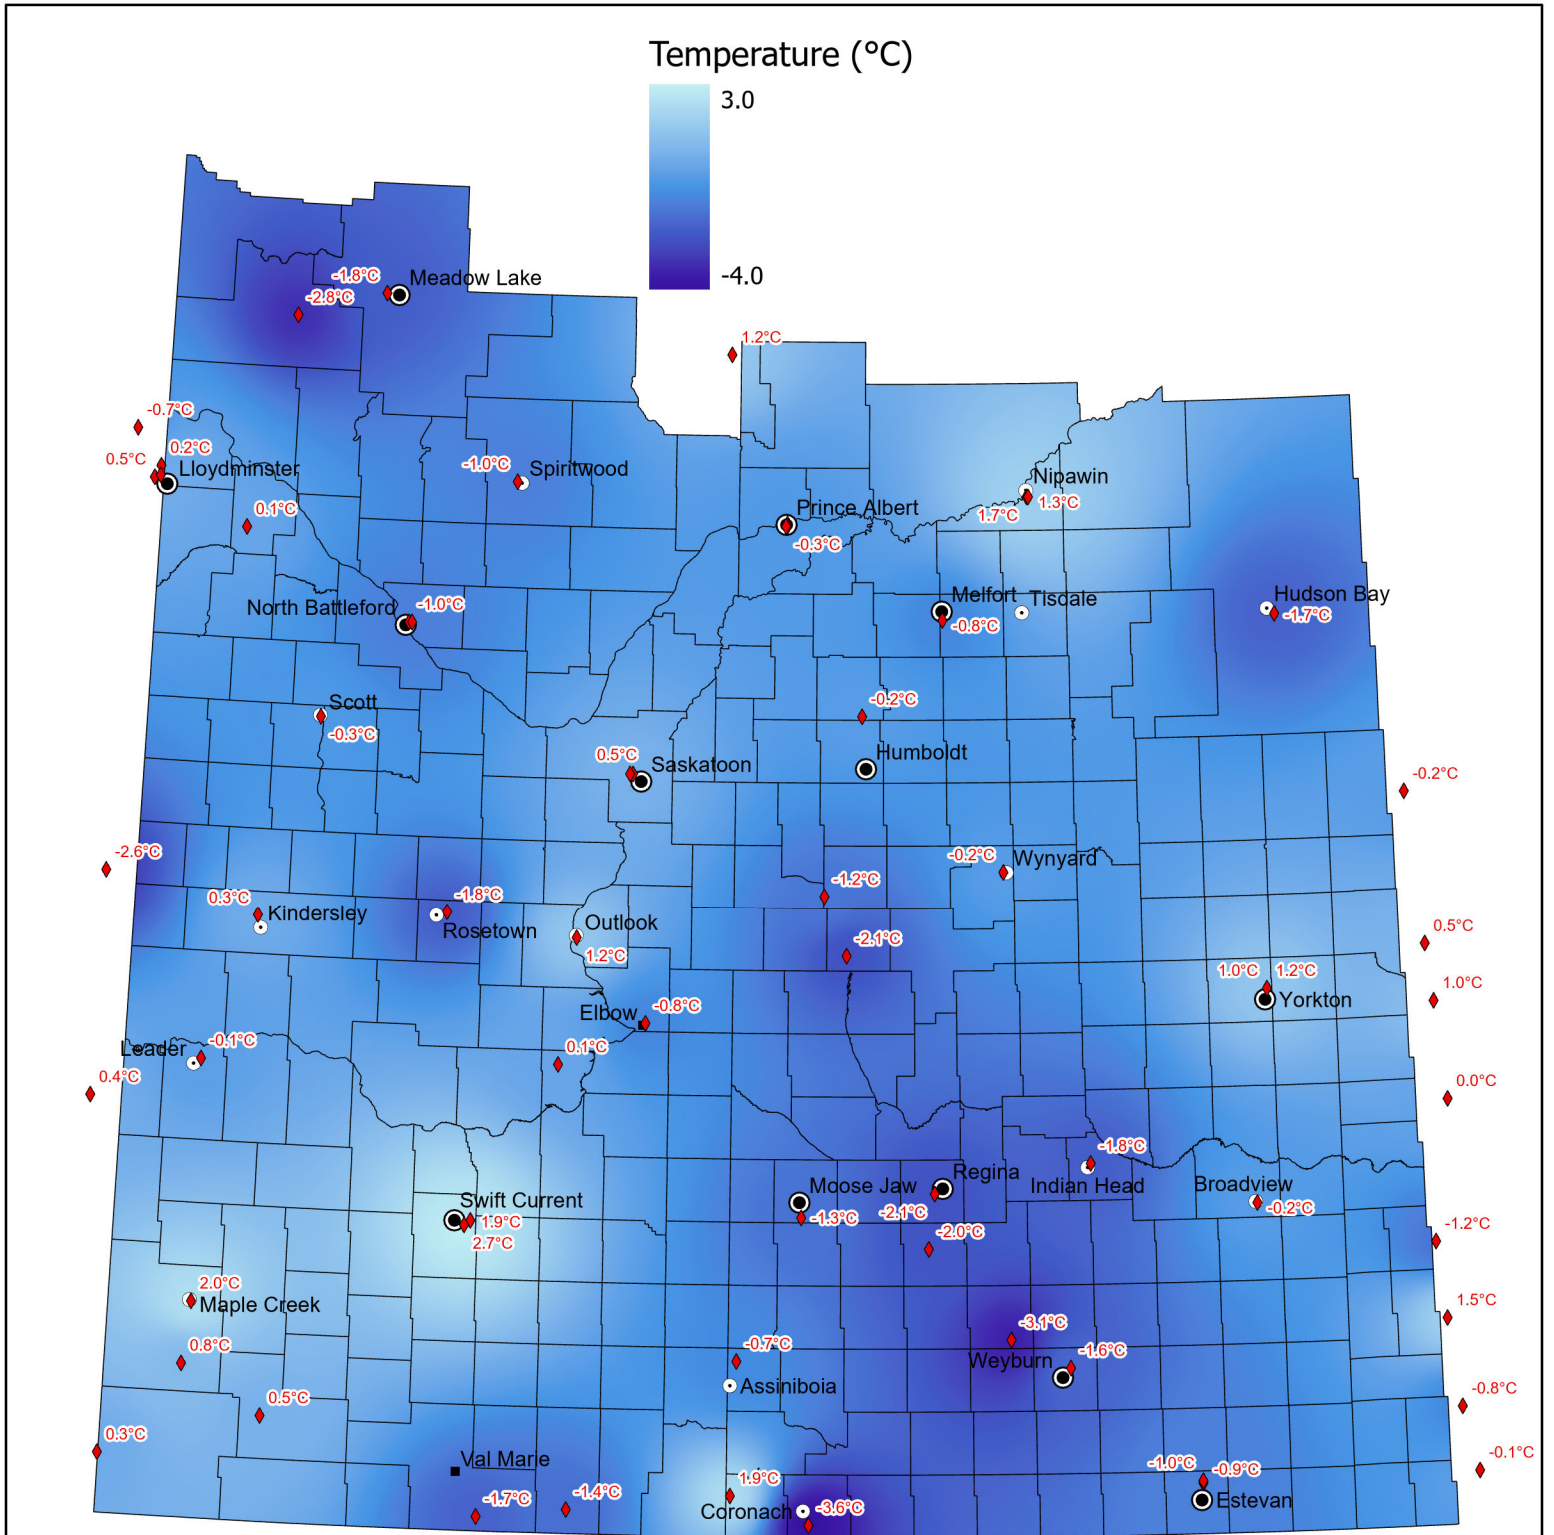 Temperature (°C)
3.0
-4.0
-1.8°C
Meadow Lake
-2.8°C
1.2°C
-0.7°C
0.2°C
0.5°C
Lloydminster
-1.0°C
Spiritwood
Nipawin
1.7°C
1.3°C
0.1°C
Prince Albert
-0.3°C
North Battleford
-1.0°C
Melfort
Tisdale
-0.8°C
Hudson Bay
-1.7°C
Scott
-0.3°C
-0.2°C
0.5°C
Saskatoon
Humboldt
-0.2°C
-2.6°C
-0.2°C
Wynyard
-1.2°C
0.3°C
Kindersley
-1.8°C
Rosetown
Outlook
1.2°C
-2.1°C
0.5°C
1.0°C
1.2°C
Yorkton
1.0°C
Elbow
-0.8°C
Leader
-0.1°C
0.1°C
0.4°C
0.0°C
-1.8°C
Indian Head
Moose Jaw
-1.3°C
Regina
-2.1°C
-2.0°C
Broadview
-0.2°C
Swift Current
1.9°C
2.7°C
-1.2°C
2.0°C
Maple Creek
1.5°C
-3.1°C
0.8°C
-0.7°C
Weyburn
-1.6°C
Assiniboia
0.5°C
-0.8°C
0.3°C
Val Marie
-1.0°C
-0.9°C
-0.1°C
-1.7°C
-1.4°C
1.9°C
Coronach
-3.6°C
Estevan